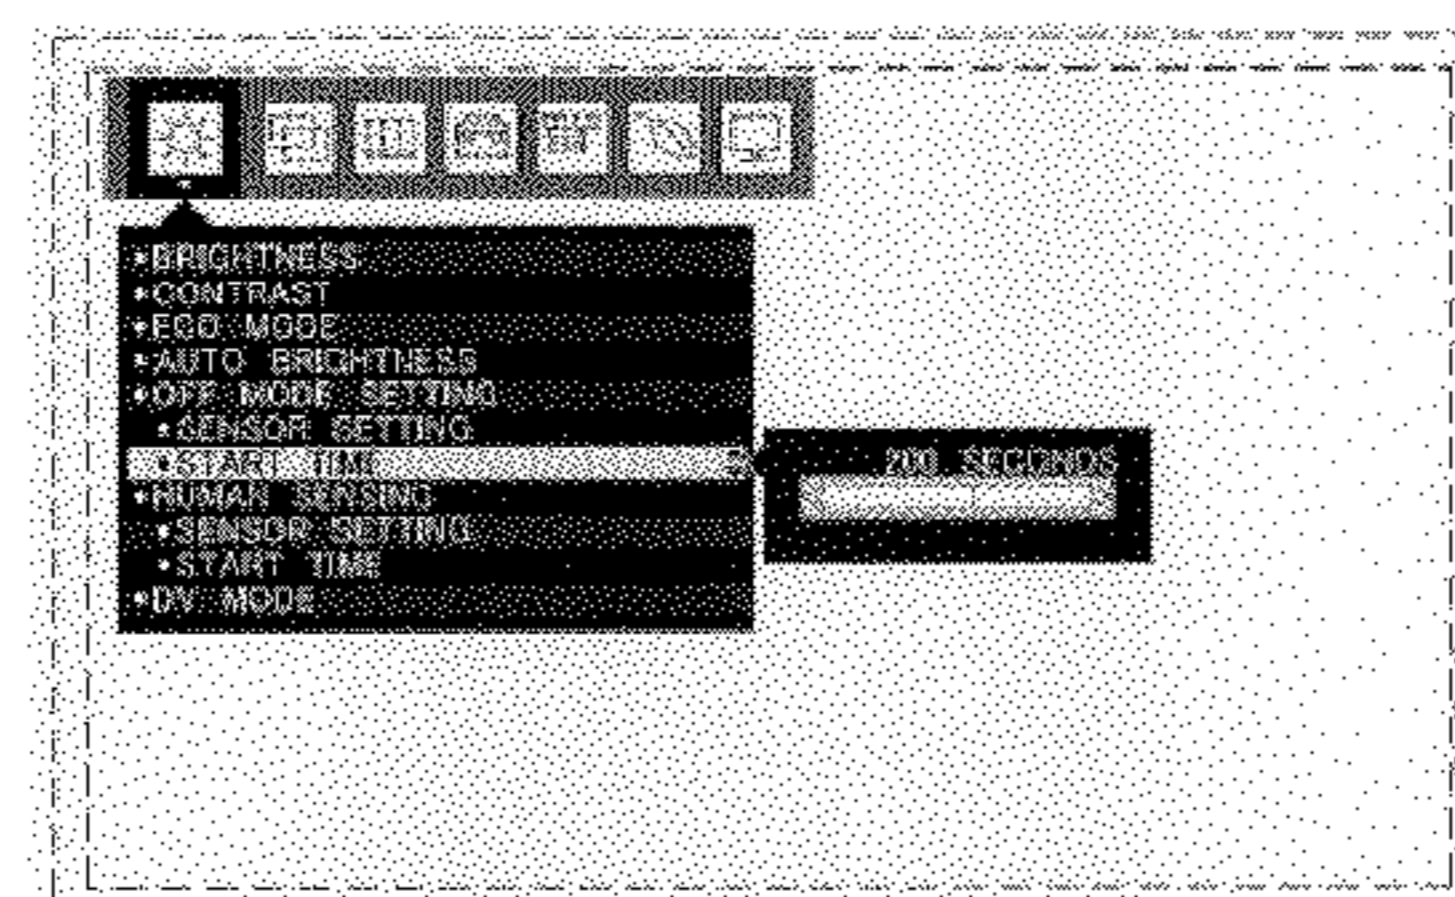 BRIGHTNESS
CONTRAST
ECO MODE
AUTO BRIGHTNESS
OFF MODE SETTING
SENSOR SETTING
START TIME
200 SECONDS
HUMAN SENSING
SENSOR SETTING
START TIME
DV MODE